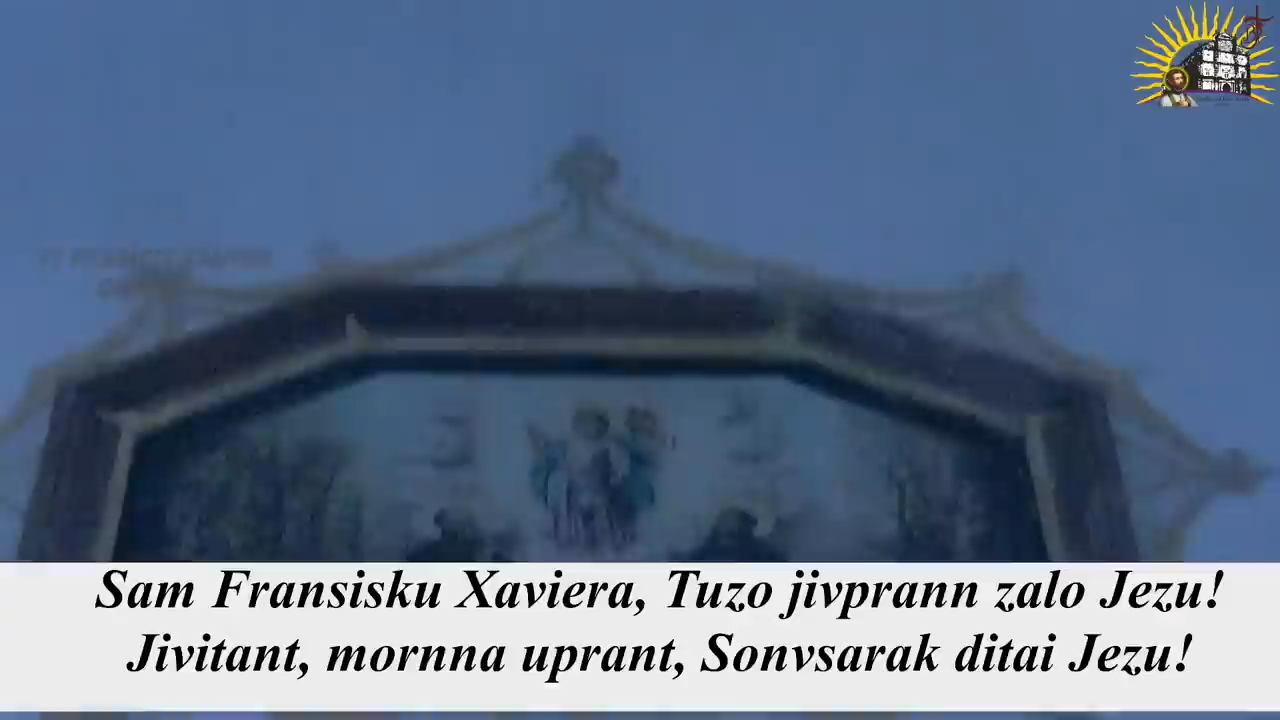 Sam Fransisku Xaviera, Tuzo jivprann zalo Jezu!
Jivitant, mornna uprant, Sonvsarak ditai Jezu!